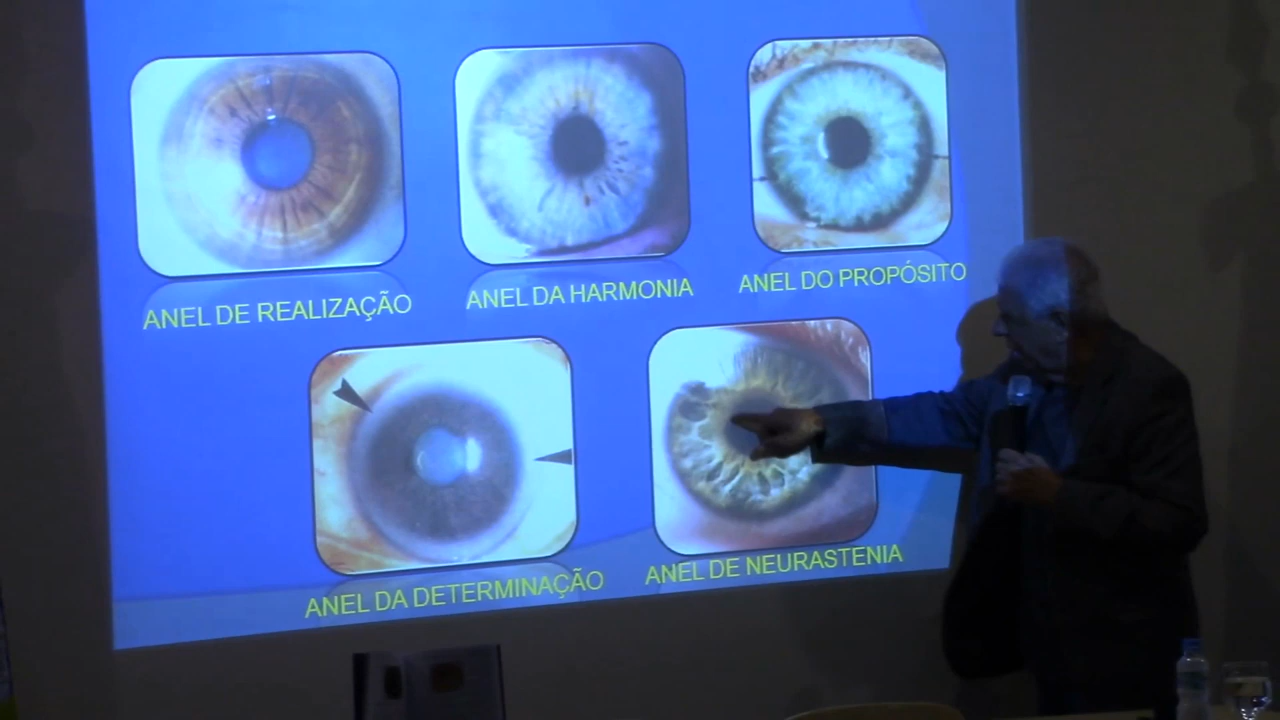 ANEL DE REALIZAÇÃO
ANEL DA HARMONIA
ANEL DO PROPÓSITO
ANEL DA DETERMINAÇÃO
ANEL DE NEURASTENIA